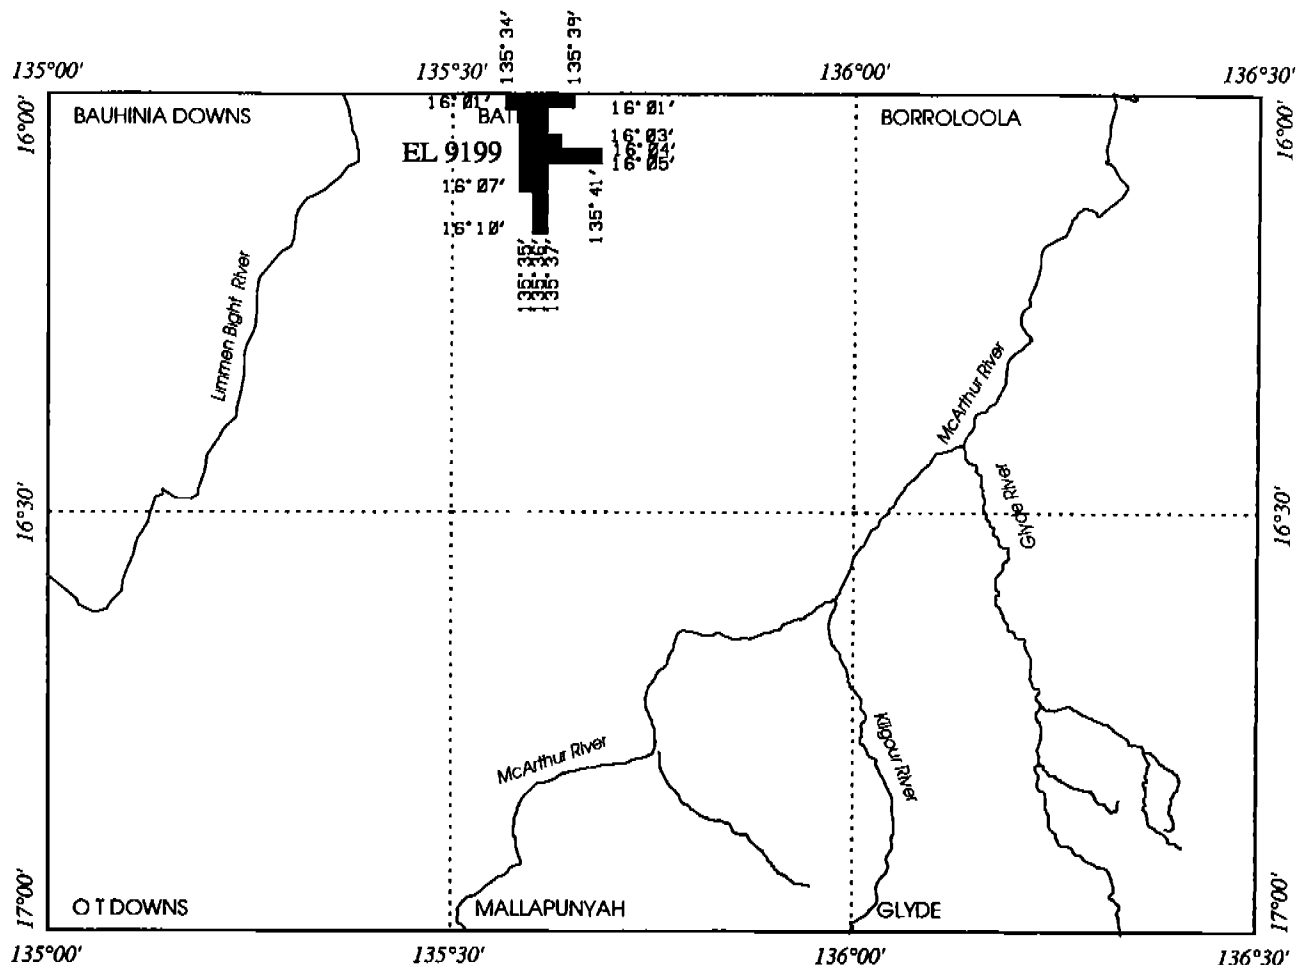 135° 34'
135° 39'
135°00'
135°30'
136°00'
136°30'
16°00'
16°00'
BAUHINIA DOWNS
BAT
BORROLOOLA
16° 01'
16° 01'
16° 03'
EL 9199
16° 04'
16° 05'
16° 07'
16° 10'
135° 41'
135° 35'
135° 36'
135° 37'
Limmen Bight River
McArthur River
16°30'
16°30'
Glyde River
McArthur River
Kilgour River
17°00'
17°00'
O T DOWNS
MALLAPUNYAH
GLYDE
135°00'
135°30'
136°00'
136°30'